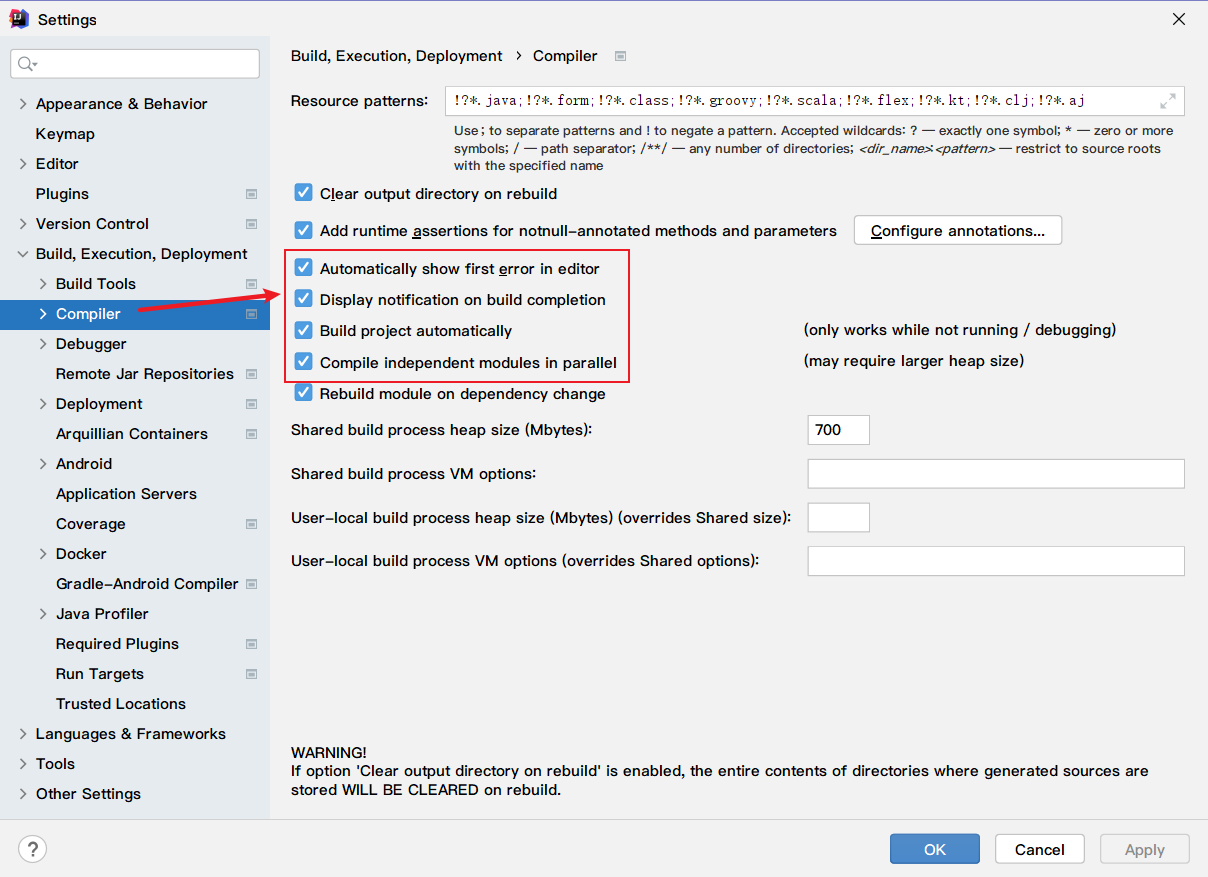 Settings
Appearance & Behavior
Keymap
Editor
Plugins
Version Control
Build, Execution, Deployment
Build Tools
Compiler
Debugger
Remote Jar Repositories
Deployment
Arquillian Containers
Android
Application Servers
Coverage
Docker
Gradle-Android Compiler
Java Profiler
Required Plugins
Run Targets
Trusted Locations
Languages & Frameworks
Tools
Other Settings
Build, Execution, Deployment › Compiler
Resource patterns: !?*.java;!?*.form;!?*.class;!?*.groovy;!?*.scala;!?*.flex;!?*.kt;!?*.clj;!?*.aj
Use ; to separate patterns and ! to negate a pattern. Accepted wildcards: ? — exactly one symbol; * — zero or more
symbols; / — path separator; /**/ — any number of directories; <dir_name>:<pattern> — restrict to source roots
with the specified name
Clear output directory on rebuild
Add runtime assertions for notnull-annotated methods and parameters Configure annotations...
Automatically show first error in editor
Display notification on build completion
Build project automatically (only works while not running / debugging)
Compile independent modules in parallel (may require larger heap size)
Rebuild module on dependency change
Shared build process heap size (Mbytes): 700
Shared build process VM options:
User-local build process heap size (Mbytes) (overrides Shared size):
User-local build process VM options (overrides Shared options):
WARNING!
If option 'Clear output directory on rebuild' is enabled, the entire contents of directories where generated sources are
stored WILL BE CLEARED on rebuild.
? OK Cancel Apply